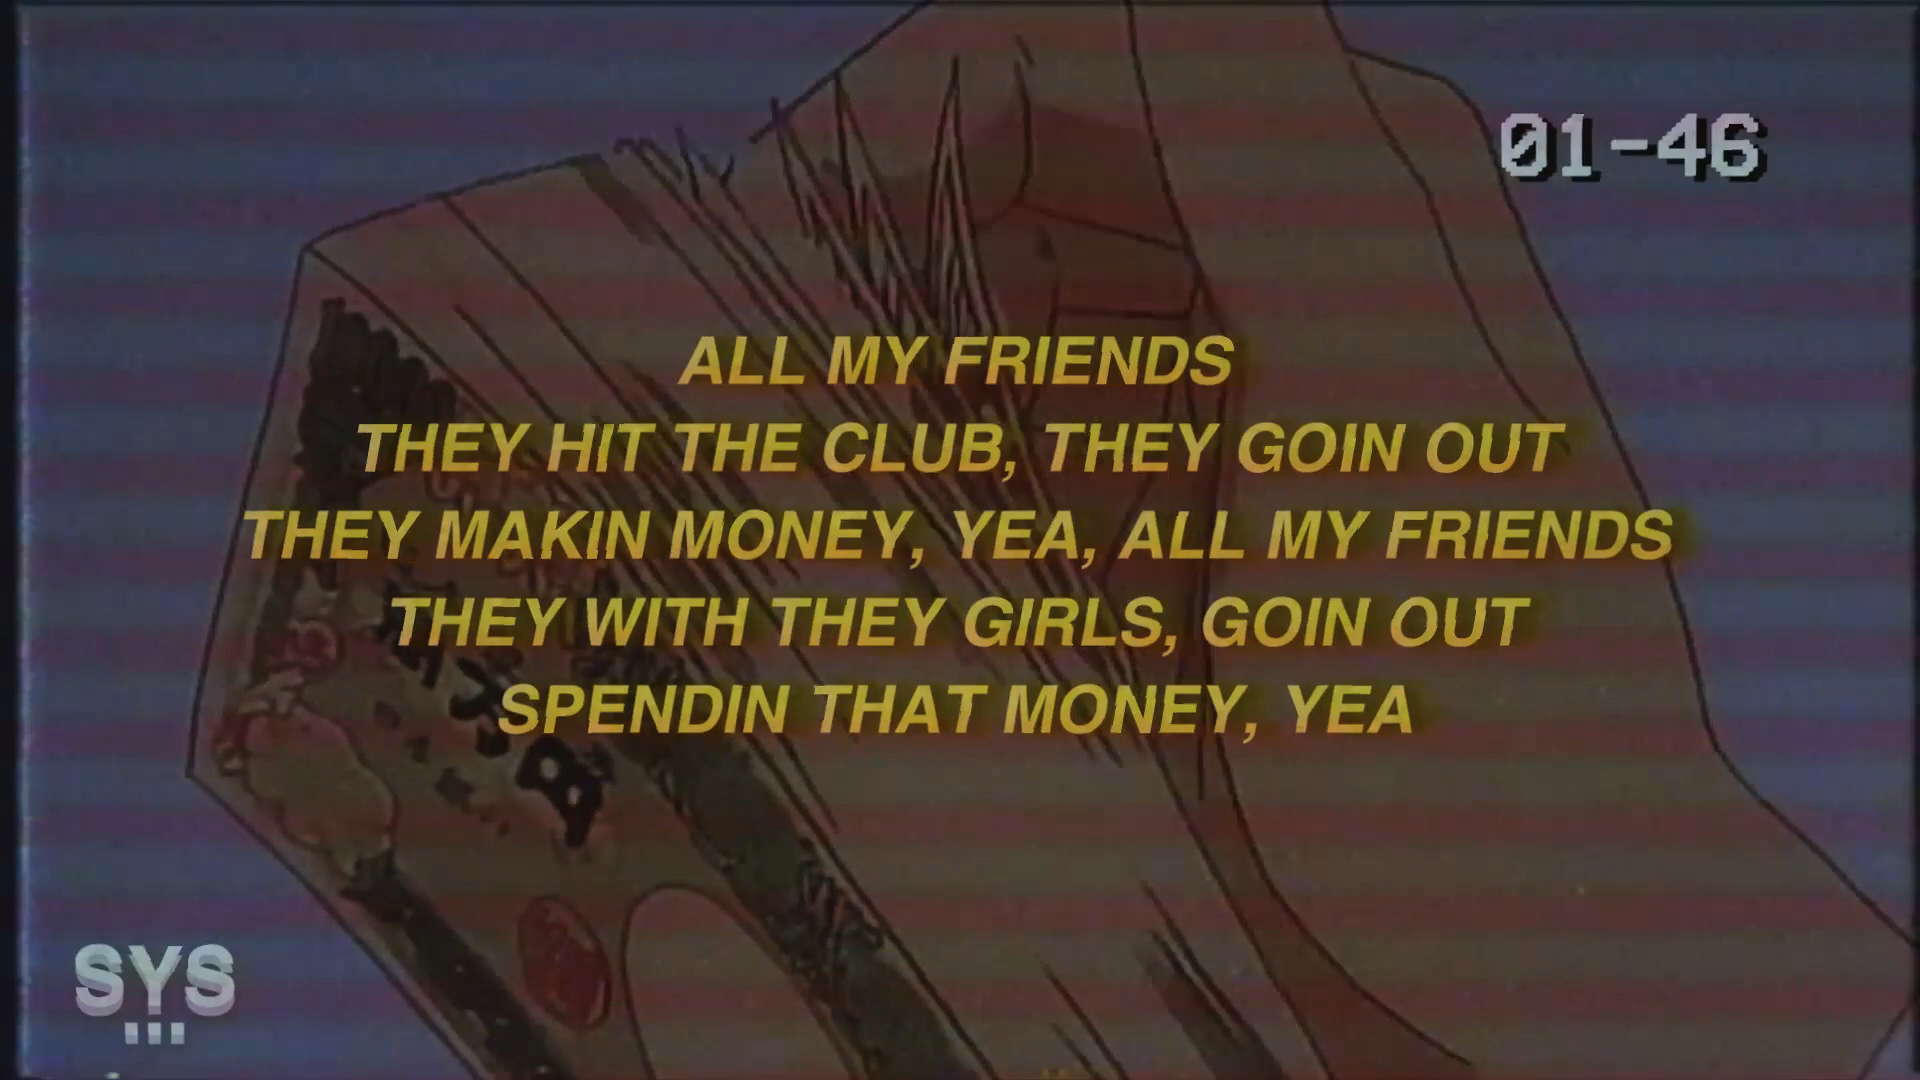 01-46
ALL MY FRIENDS
THEY HIT THE CLUB, THEY GOIN OUT
THEY MAKIN MONEY, YEA, ALL MY FRIENDS
THEY WITH THEY GIRLS, GOIN OUT
SPENDIN THAT MONEY, YEA
SYS